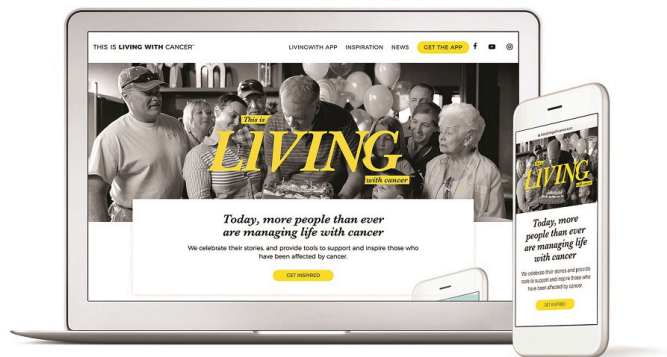 THIS IS LIVING WITH CANCER™
LIVINGWITH APP INSPIRATION NEWS GET THE APP
This is
LIVING
with cancer
Today, more people than ever
are managing life with cancer
We celebrate their stories, and provide tools to support and inspire those who
have been affected by cancer.
GET INSPIRED
This is
LIVING
with cancer
Today, more
people than ever
are managing life
with cancer
We celebrate their stories and provide
tools to support and inspire those who
have been affected by cancer.
GET INSPIRED